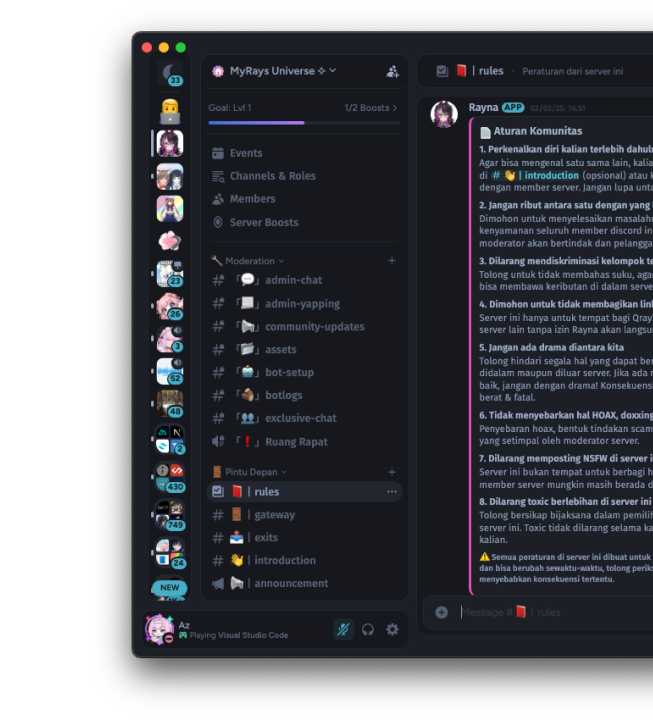 33
MyRays Universe ✧
Goal: Lvl 1
1/2 Boosts >
Events
Channels & Roles
Members
Server Boosts
Moderation
「💬」 admin-chat
「📃」 admin-yapping
「📢」 community-updates
「📁」 assets
「🤖」 bot-setup
「🪵」 botlogs
「👥」 exclusive-chat
「❗」 Ruang Rapat
🚪 Pintu Depan
📕 | rules
🚪 | gateway
📤 | exits
👋 | introduction
📢 | announcement
23
26
3
52
48
N
2
430
749
24
NEW
Az
Playing Visual Studio Code
📕 | rules
Peraturan dari server ini
Rayna APP 02/02/25, 14.51
📄 Aturan Komunitas
1. Perkenalkan diri kalian terlebih dahulu
Agar bisa mengenal satu sama lain, kalia
di # 👋 | introduction (opsional) atau k
dengan member server. Jangan lupa untu
2. Jangan ribut antara satu dengan yang
Dimohon untuk menyelesaikan masalah
kenyamanan seluruh member discord in
moderator akan bertindak dan pelangga
3. Dilarang mendiskriminasi kelompok te
Tolong untuk tidak membahas suku, aga
bisa membawa keributan di dalam serve
4. Dimohon untuk tidak membagikan link
Server ini hanya untuk tempat bagi Qray
server lain tanpa izin Rayna akan langsu
5. Jangan ada drama diantara kita
Tolong hindari segala hal yang dapat ber
didalam maupun diluar server. Jika ada m
baik, jangan dengan drama! Konsekuens
berat & fatal.
6. Tidak menyebarkan hal HOAX, doxxing
Penyebaran hoax, bentuk tindakan scam
yang setimpal oleh moderator server.
7. Dilarang memposting NSFW di server i
Server ini bukan tempat untuk berbagi h
member server mungkin masih berada d
8. Dilarang toxic berlebihan di server ini
Tolong bersikap bijaksana dalam pemilih
server ini. Toxic tidak dilarang selama ka
kalian.
⚠️ Semua peraturan di server ini dibuat untuk
dan bisa berubah sewaktu-waktu, tolong periks
menyebabkan konsekuensi tertentu.
Message # 📕 | rules